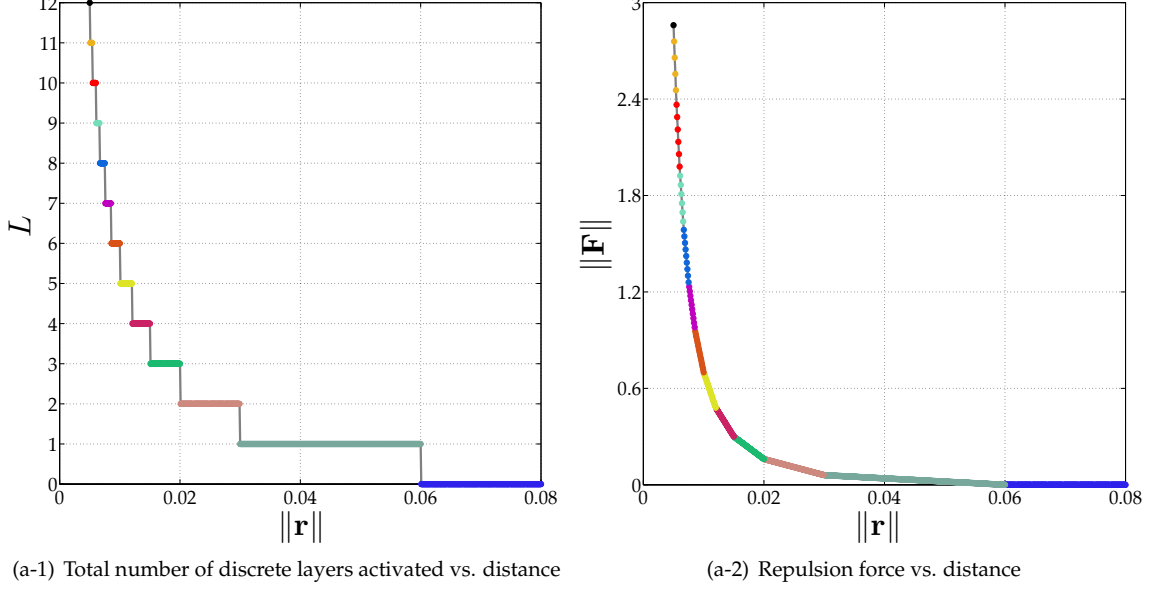 12
11
10
9
8
7
6
5
4
3
2
1
0
L
0 0.02 0.04 0.06 0.08
‖r‖
(a-1) Total number of discrete layers activated vs. distance
3
2.4
1.8
1.2
0.6
0
‖F‖
0 0.02 0.04 0.06 0.08
‖r‖
(a-2) Repulsion force vs. distance